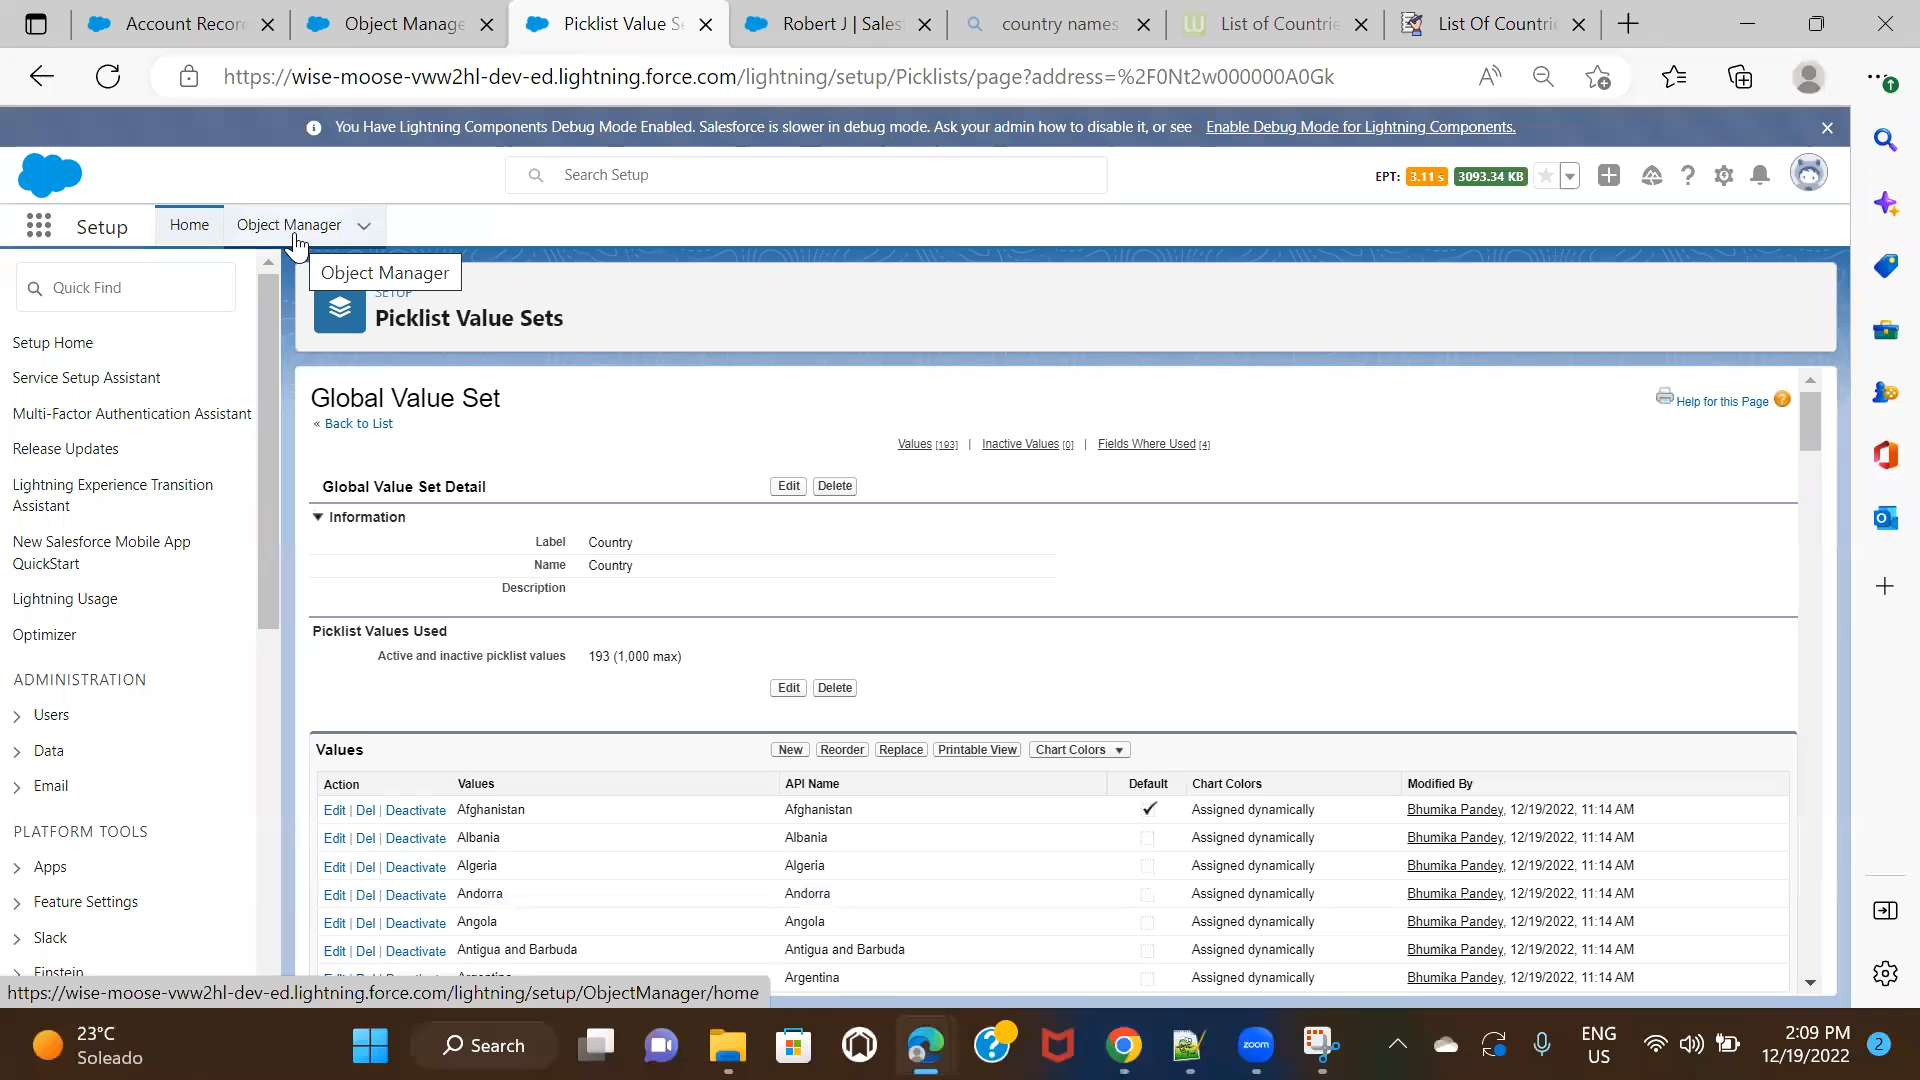 Account Recor
Object Manage
Picklist Value S
Robert J | Sales
country names
List of Countrie
List Of Countri
https://wise-moose-vww2hl-dev-ed.lightning.force.com/lightning/setup/Picklists/page?address=%2F0Nt2w000000A0Gk
You Have Lightning Components Debug Mode Enabled. Salesforce is slower in debug mode. Ask your admin how to disable it, or see Enable Debug Mode for Lightning Components.
Search Setup
EPT: 3.11 s 3093.34 KB
Setup
Home
Object Manager
Object Manager
Quick Find
SETUP
Picklist Value Sets
Setup Home
Service Setup Assistant
Multi-Factor Authentication Assistant
Release Updates
Lightning Experience Transition
Assistant
New Salesforce Mobile App
QuickStart
Lightning Usage
Optimizer
ADMINISTRATION
Users
Data
Email
PLATFORM TOOLS
Apps
Feature Settings
Slack
Einstein
Global Value Set
« Back to List
Help for this Page
Values [193] | Inactive Values [0] | Fields Where Used [4]
Global Value Set Detail
Edit Delete
Information
Label Country
Name Country
Description
Picklist Values Used
Active and inactive picklist values 193 (1,000 max)
Edit Delete
Values
New Reorder Replace Printable View Chart Colors
Action Values API Name Default Chart Colors Modified By
Edit | Del | Deactivate Afghanistan Afghanistan Assigned dynamically Bhumika Pandey, 12/19/2022, 11:14 AM
Edit | Del | Deactivate Albania Albania Assigned dynamically Bhumika Pandey, 12/19/2022, 11:14 AM
Edit | Del | Deactivate Algeria Algeria Assigned dynamically Bhumika Pandey, 12/19/2022, 11:14 AM
Edit | Del | Deactivate Andorra Andorra Assigned dynamically Bhumika Pandey, 12/19/2022, 11:14 AM
Edit | Del | Deactivate Angola Angola Assigned dynamically Bhumika Pandey, 12/19/2022, 11:14 AM
Edit | Del | Deactivate Antigua and Barbuda Antigua and Barbuda Assigned dynamically Bhumika Pandey, 12/19/2022, 11:14 AM
Edit | Del | Deactivate Argentina Argentina Assigned dynamically Bhumika Pandey, 12/19/2022, 11:14 AM
https://wise-moose-vww2hl-dev-ed.lightning.force.com/lightning/setup/ObjectManager/home
23°C
Soleado
Search
zoom
ENG
US
2:09 PM
12/19/2022
2